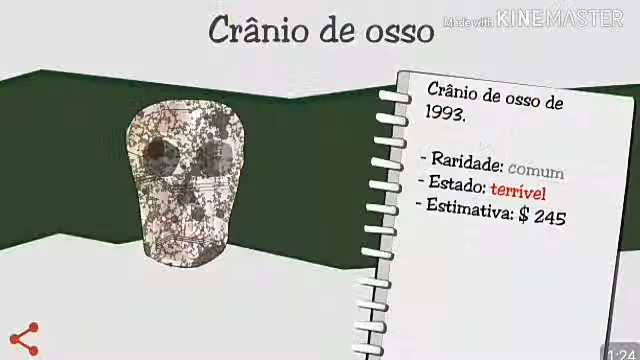 Crânio de osso
Made with KINEMASTER
Crânio de osso de
1993.
- Raridade: comum
- Estado: terrível
- Estimativa: $ 245
1:24